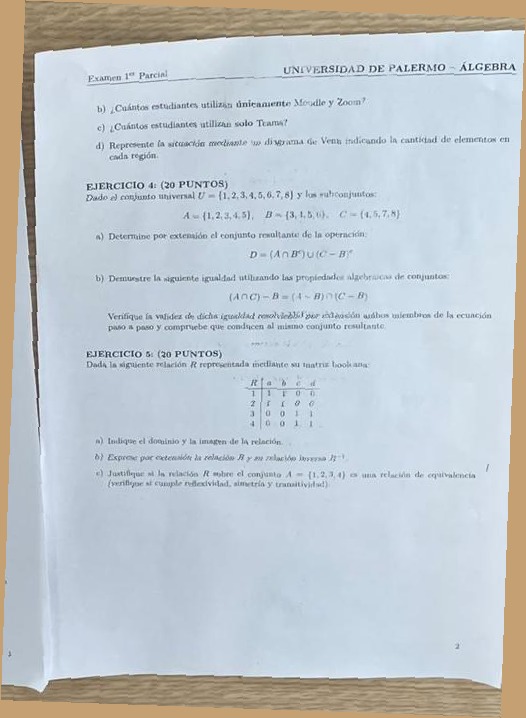 Examen 1er Parcial
UNIVERSIDAD DE PALERMO - ÁLGEBRA
b) ¿Cuántos estudiantes utilizan únicamente Moodle y Zoom?
c) ¿Cuántos estudiantes utilizan solo Teams?
d) Represente la situación mediante un diagrama de Venn indicando la cantidad de elementos en
cada región.
EJERCICIO 4: (20 PUNTOS)
Dado el conjunto universal U = {1, 2, 3, 4, 5, 6, 7, 8} y los subconjuntos:
A = {1, 2, 3, 4, 5}, B = {3, 4, 5, 6}, C = {4, 5, 7, 8}
a) Determine por extensión el conjunto resultante de la operación:
D = (A ∩ Bᶜ) ∪ (C − B)ᶜ
b) Demuestre la siguiente igualdad utilizando las propiedades algebraicas de conjuntos:
(A ∩ C) − B = (A − B) ∩ (C − B)
Verifique la validez de dicha igualdad resolviendo por extensión ambos miembros de la ecuación
paso a paso y compruebe que conducen al mismo conjunto resultante.
EJERCICIO 5: (20 PUNTOS)
Dada la siguiente relación R representada mediante su matriz booleana:
R a b c d
1 1 1 0 0
2 1 1 0 0
3 0 0 1 1
4 0 0 1 1
a) Indique el dominio y la imagen de la relación.
b) Exprese por extensión la relación R y su relación inversa R⁻¹.
c) Justifique si la relación R sobre el conjunto A = {1, 2, 3, 4} es una relación de equivalencia
(verifique si cumple reflexividad, simetría y transitividad).
2